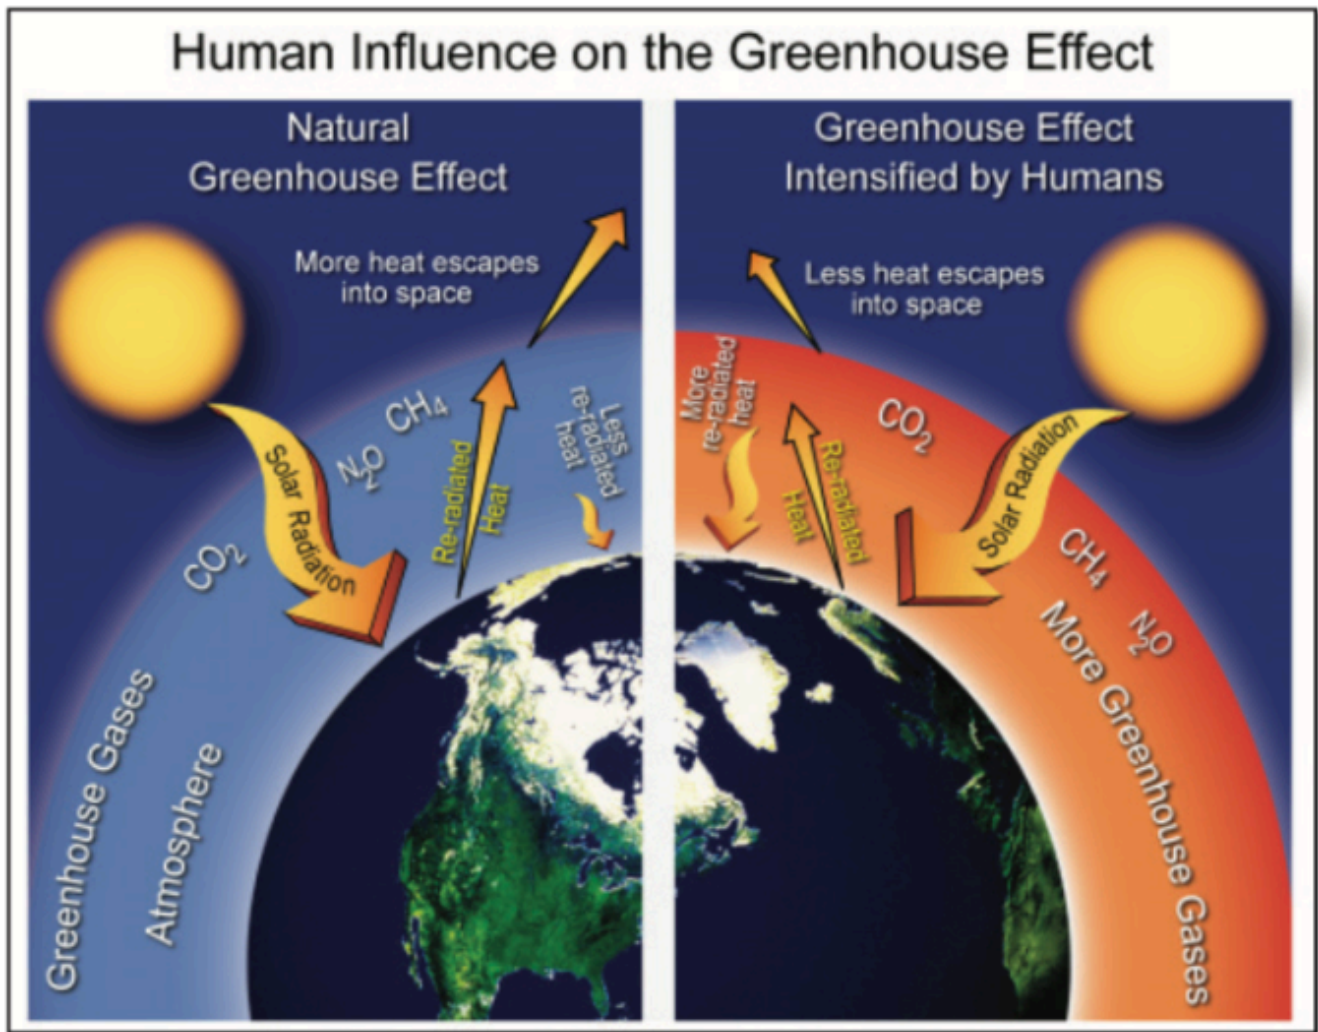 Human Influence on the Greenhouse Effect
Natural
Greenhouse Effect
More heat escapes
into space
CH4
N2O
CO2
Solar Radiation
Re-radiated
Heat
Less
re-radiated
heat
Greenhouse Gases
Atmosphere
Greenhouse Effect
Intensified by Humans
Less heat escapes
into space
More
re-radiated
heat
CO2
Re-radiated
Heat
Solar Radiation
CH4
N2O
More Greenhouse Gases